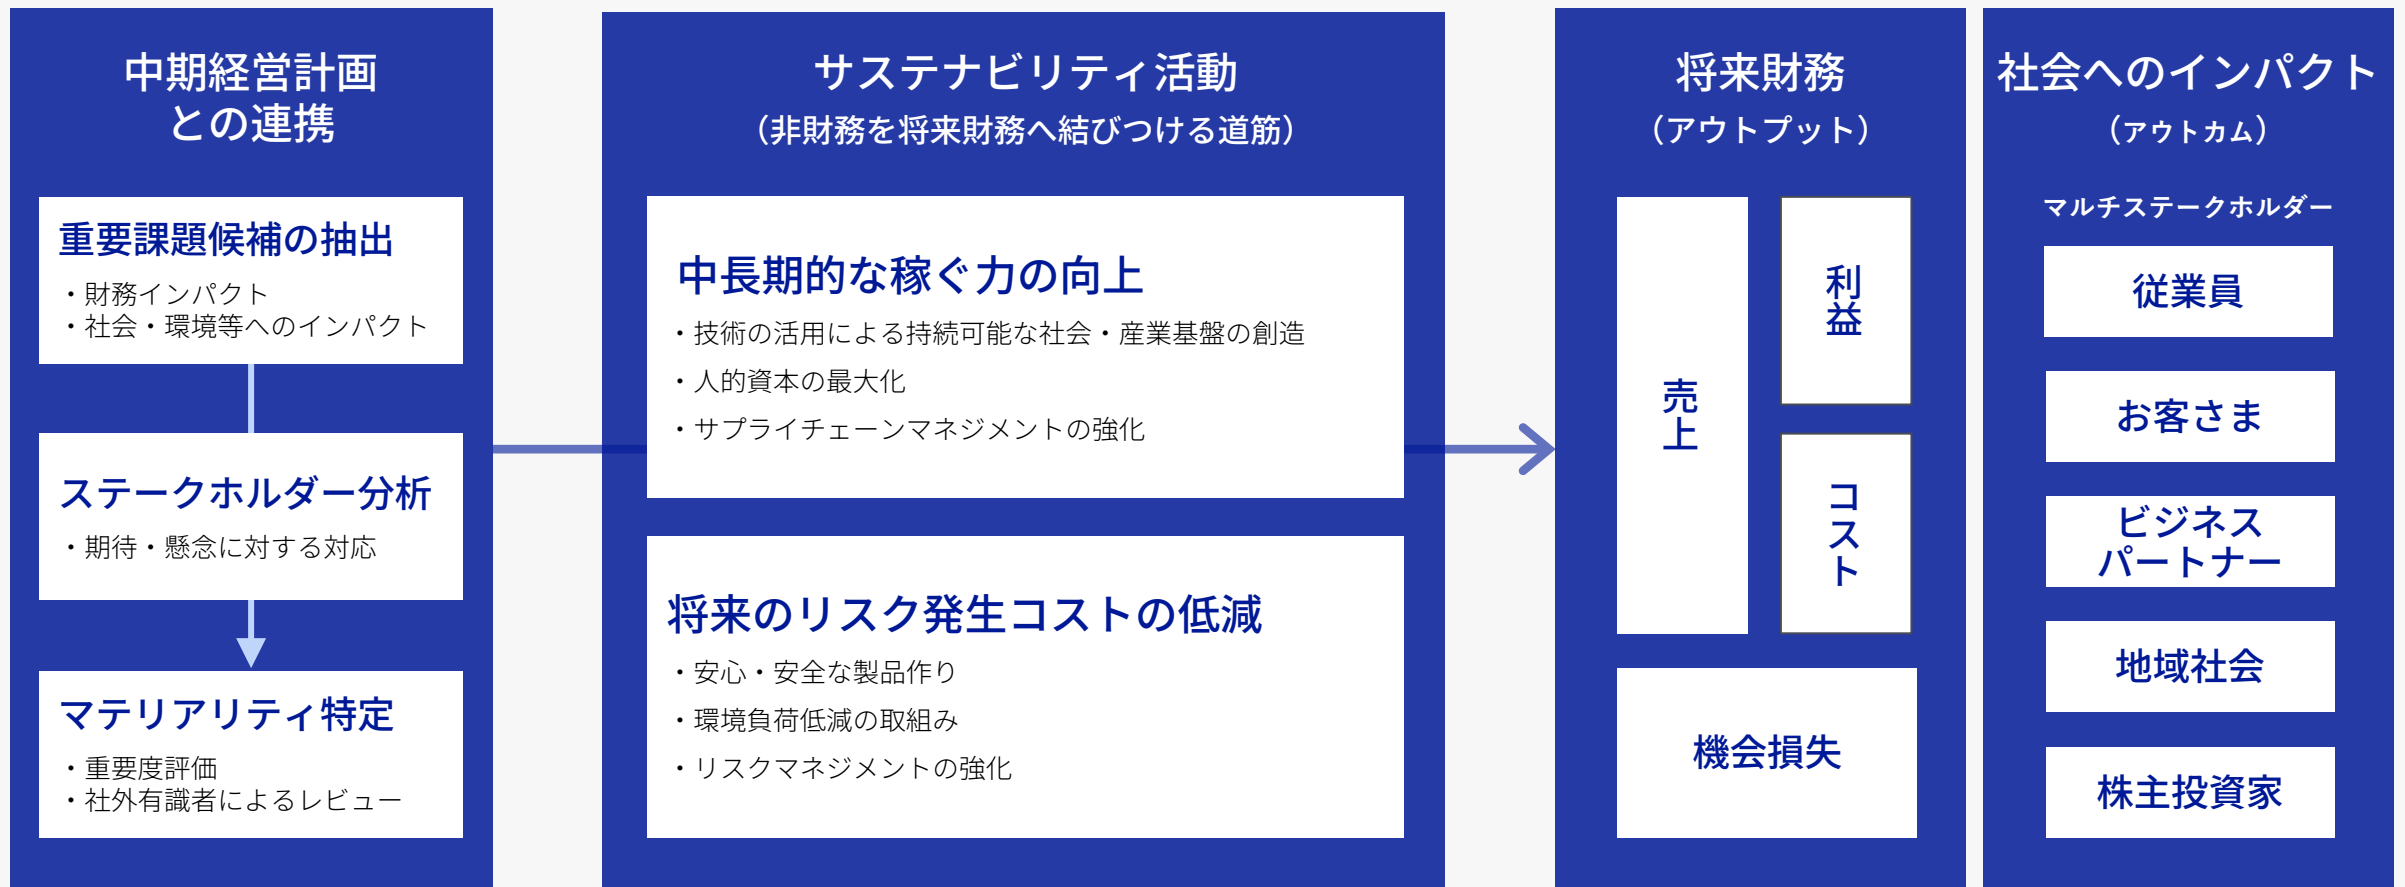 中期経営計画
との連携
重要課題候補の抽出
・財務インパクト
・社会・環境等へのインパクト
ステークホルダー分析
・期待・懸念に対する対応
マテリアリティ特定
・重要度評価
・社外有識者によるレビュー
サステナビリティ活動
（非財務を将来財務へ結びつける道筋）
中長期的な稼ぐ力の向上
・技術の活用による持続可能な社会・産業基盤の創造
・人的資本の最大化
・サプライチェーンマネジメントの強化
将来のリスク発生コストの低減
・安心・安全な製品作り
・環境負荷低減の取組み
・リスクマネジメントの強化
将来財務
（アウトプット）
売上
利益
コスト
機会損失
社会へのインパクト
（アウトカム）
マルチステークホルダー
従業員
お客さま
ビジネス
パートナー
地域社会
株主投資家